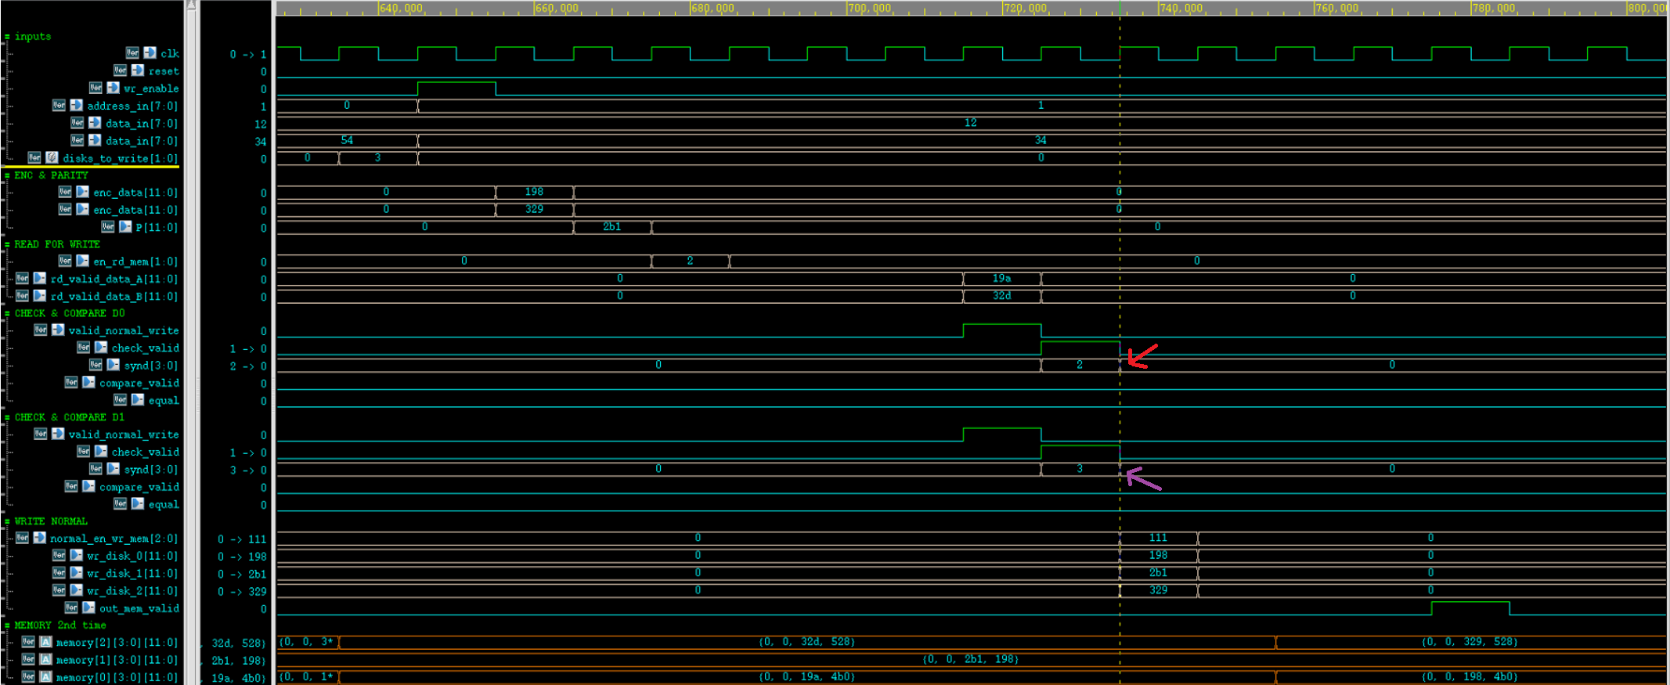 640,000 660,000 680,000 700,000 720,000 740,000 760,000 780,000 800,000
inputs
clk 0 -> 1
reset 0
wr_enable 0
address_in[7:0] 1 0 1
data_in[7:0] 12 12
data_in[7:0] 34 54 34
disks_to_write[1:0] 0 0 3 0
ENC & PARITY
enc_data[11:0] 0 0 198 0
enc_data[11:0] 0 0 329 0
P[11:0] 0 0 2b1 0
READ FOR WRITE
en_rd_mem[1:0] 0 0 2 0
rd_valid_data_A[11:0] 0 0 19a 0
rd_valid_data_B[11:0] 0 0 32d 0
CHECK & COMPARE D0
valid_normal_write 0
check_valid 1 -> 0
synd[3:0] 2 -> 0 0 2 0
compare_valid 0
equal 0
CHECK & COMPARE D1
valid_normal_write 0
check_valid 1 -> 0
synd[3:0] 3 -> 0 0 3 0
compare_valid 0
equal 0
WRITE NORMAL
normal_en_wr_mem[2:0] 0 -> 111 0 111 0
wr_disk_0[11:0] 0 -> 198 0 198 0
wr_disk_1[11:0] 0 -> 2b1 0 2b1 0
wr_disk_2[11:0] 0 -> 329 0 329 0
out_mem_valid 0
MEMORY 2nd time
memory[2][3:0][11:0] , 32d, 528) (0, 0, 3* (0, 0, 32d, 528) (0, 0, 329, 528)
memory[1][3:0][11:0] , 2b1, 198) (0, 0, 2b1, 198)
memory[0][3:0][11:0] , 19a, 4b0) (0, 0, 1* (0, 0, 19a, 4b0) (0, 0, 198, 4b0)